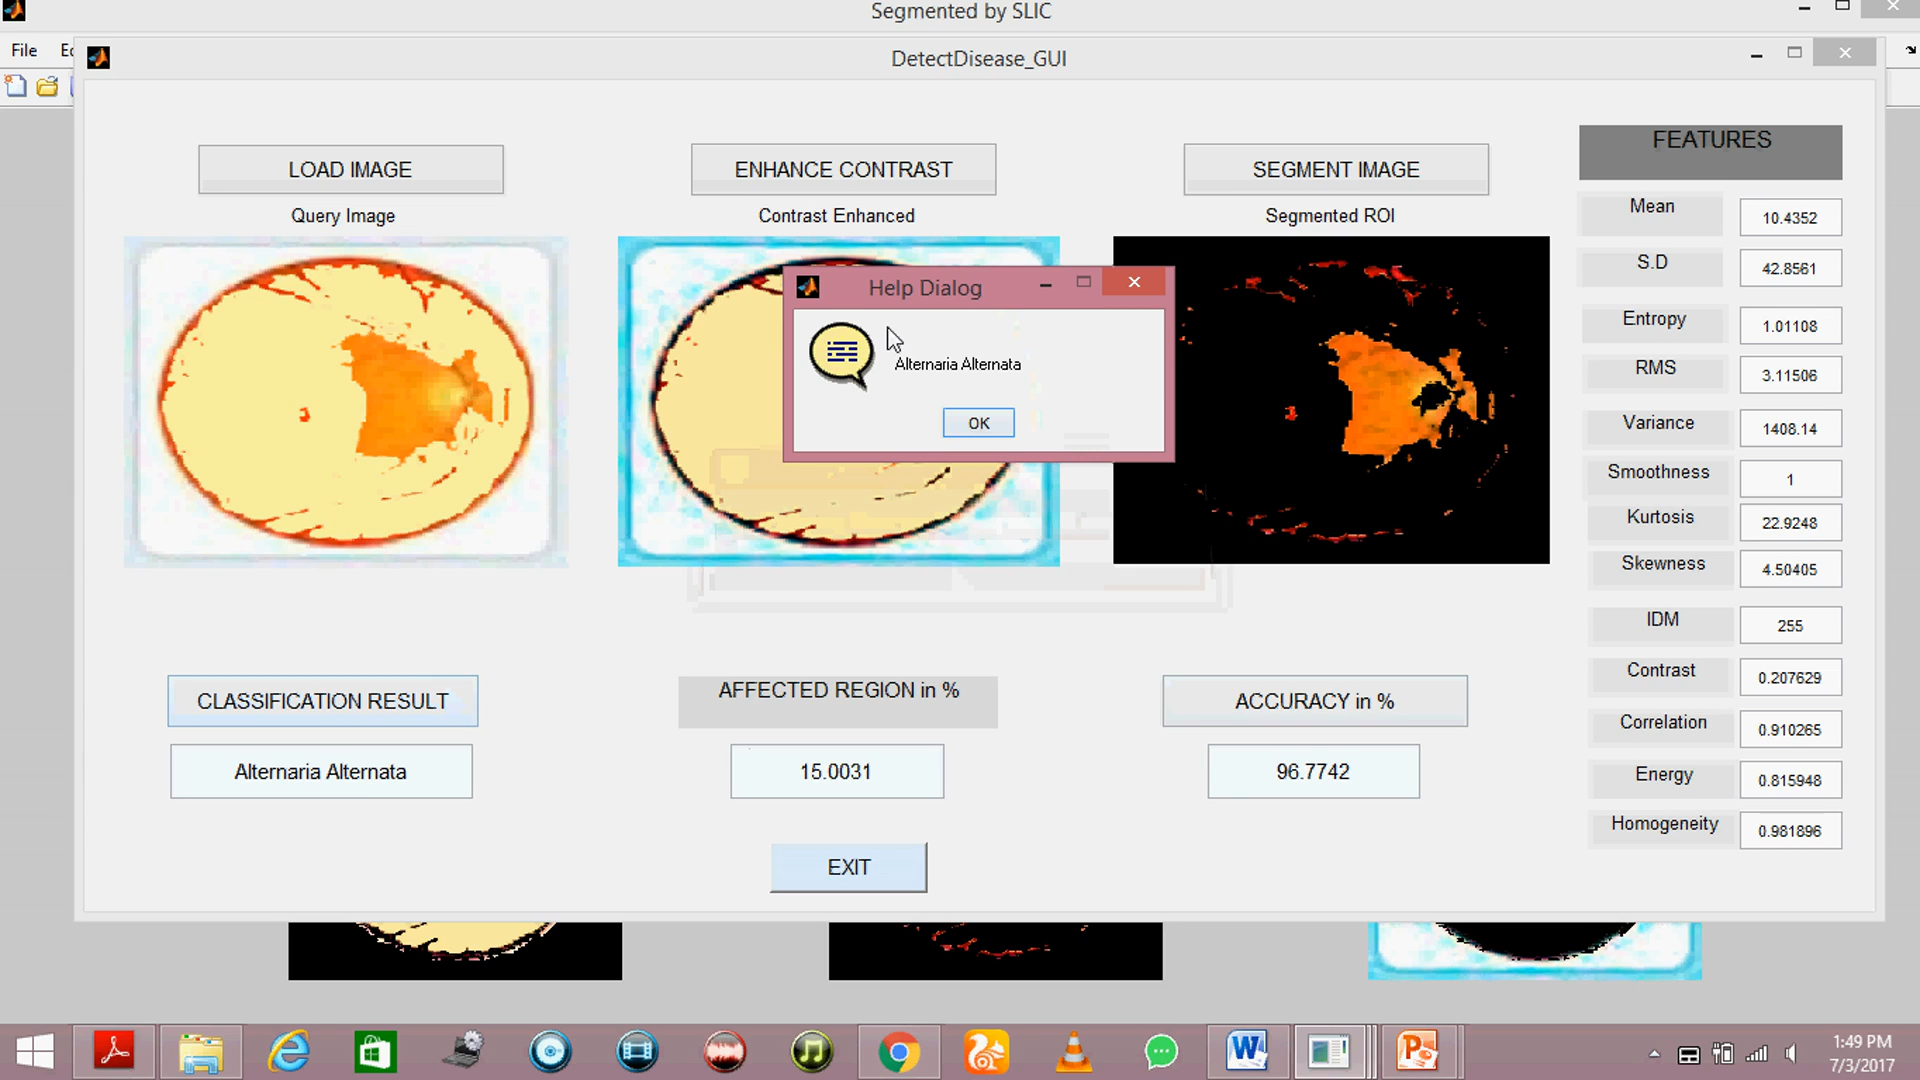 Segmented by SLIC
File
DetectDisease_GUI
LOAD IMAGE
ENHANCE CONTRAST
SEGMENT IMAGE
FEATURES
Query Image
Contrast Enhanced
Segmented ROI
Mean 10.4352
S.D 42.8561
Entropy 1.01108
RMS 3.11506
Variance 1408.14
Smoothness 1
Kurtosis 22.9248
Skewness 4.50405
IDM 255
Contrast 0.207629
Correlation 0.910265
Energy 0.815948
Homogeneity 0.981896
Help Dialog
Alternaria Alternata
OK
CLASSIFICATION RESULT
AFFECTED REGION in %
ACCURACY in %
Alternaria Alternata
15.0031
96.7742
EXIT
1:49 PM
7/3/2017